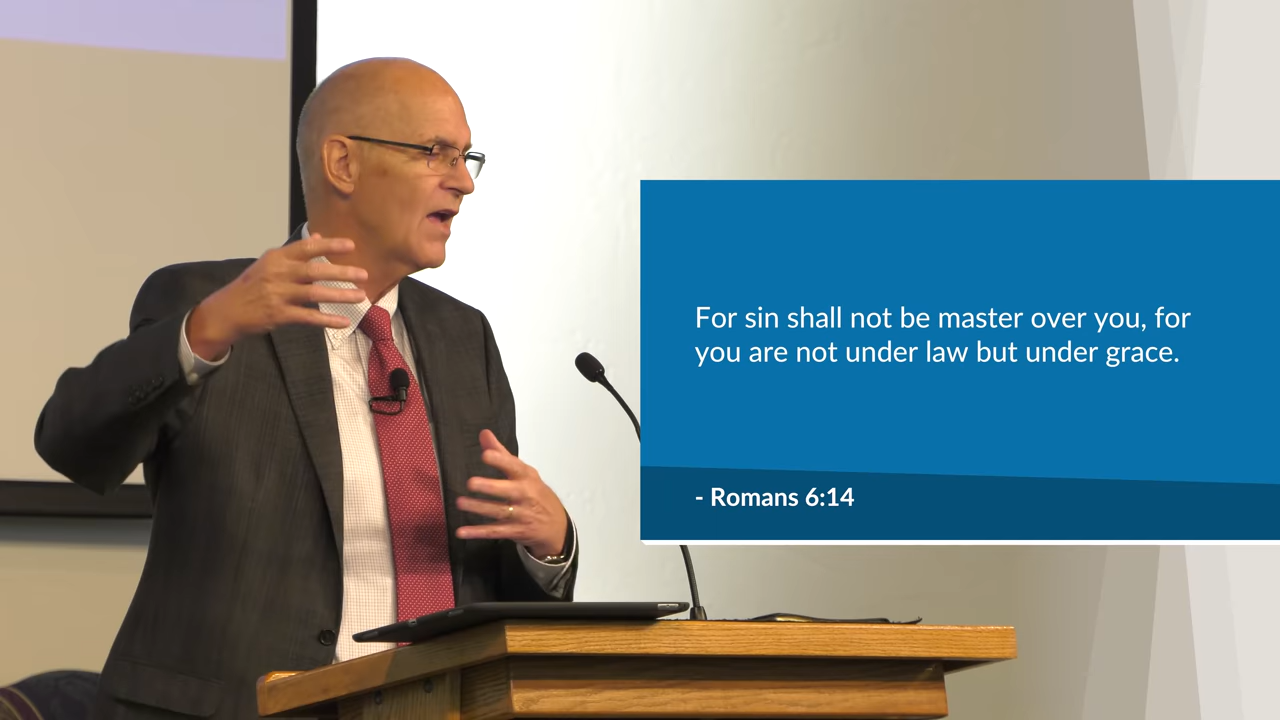 For sin shall not be master over you, for
you are not under law but under grace.
- Romans 6:14